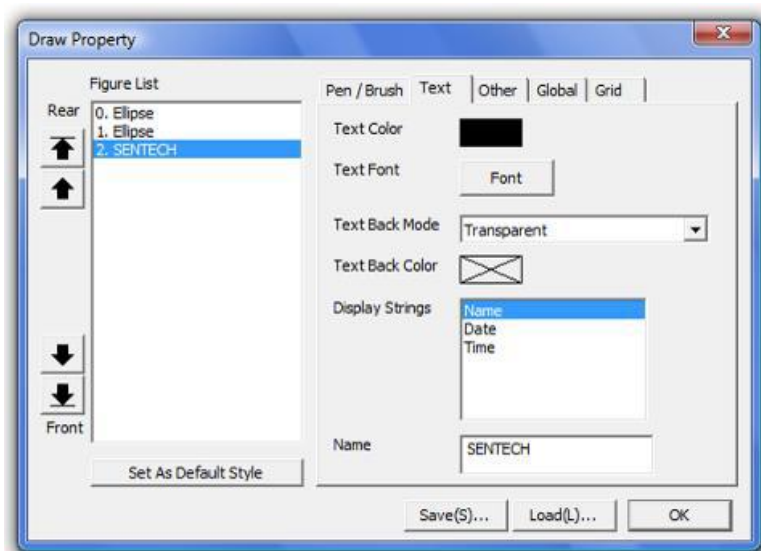 Draw Property
Figure List
Rear
0. Ellipse
1. Ellipse
2. SENTECH
Front
Set As Default Style
Pen / Brush Text Other Global Grid
Text Color
Text Font Font
Text Back Mode Transparent
Text Back Color
Display Strings Name
Date
Time
Name SENTECH
Save(S)... Load(L)... OK